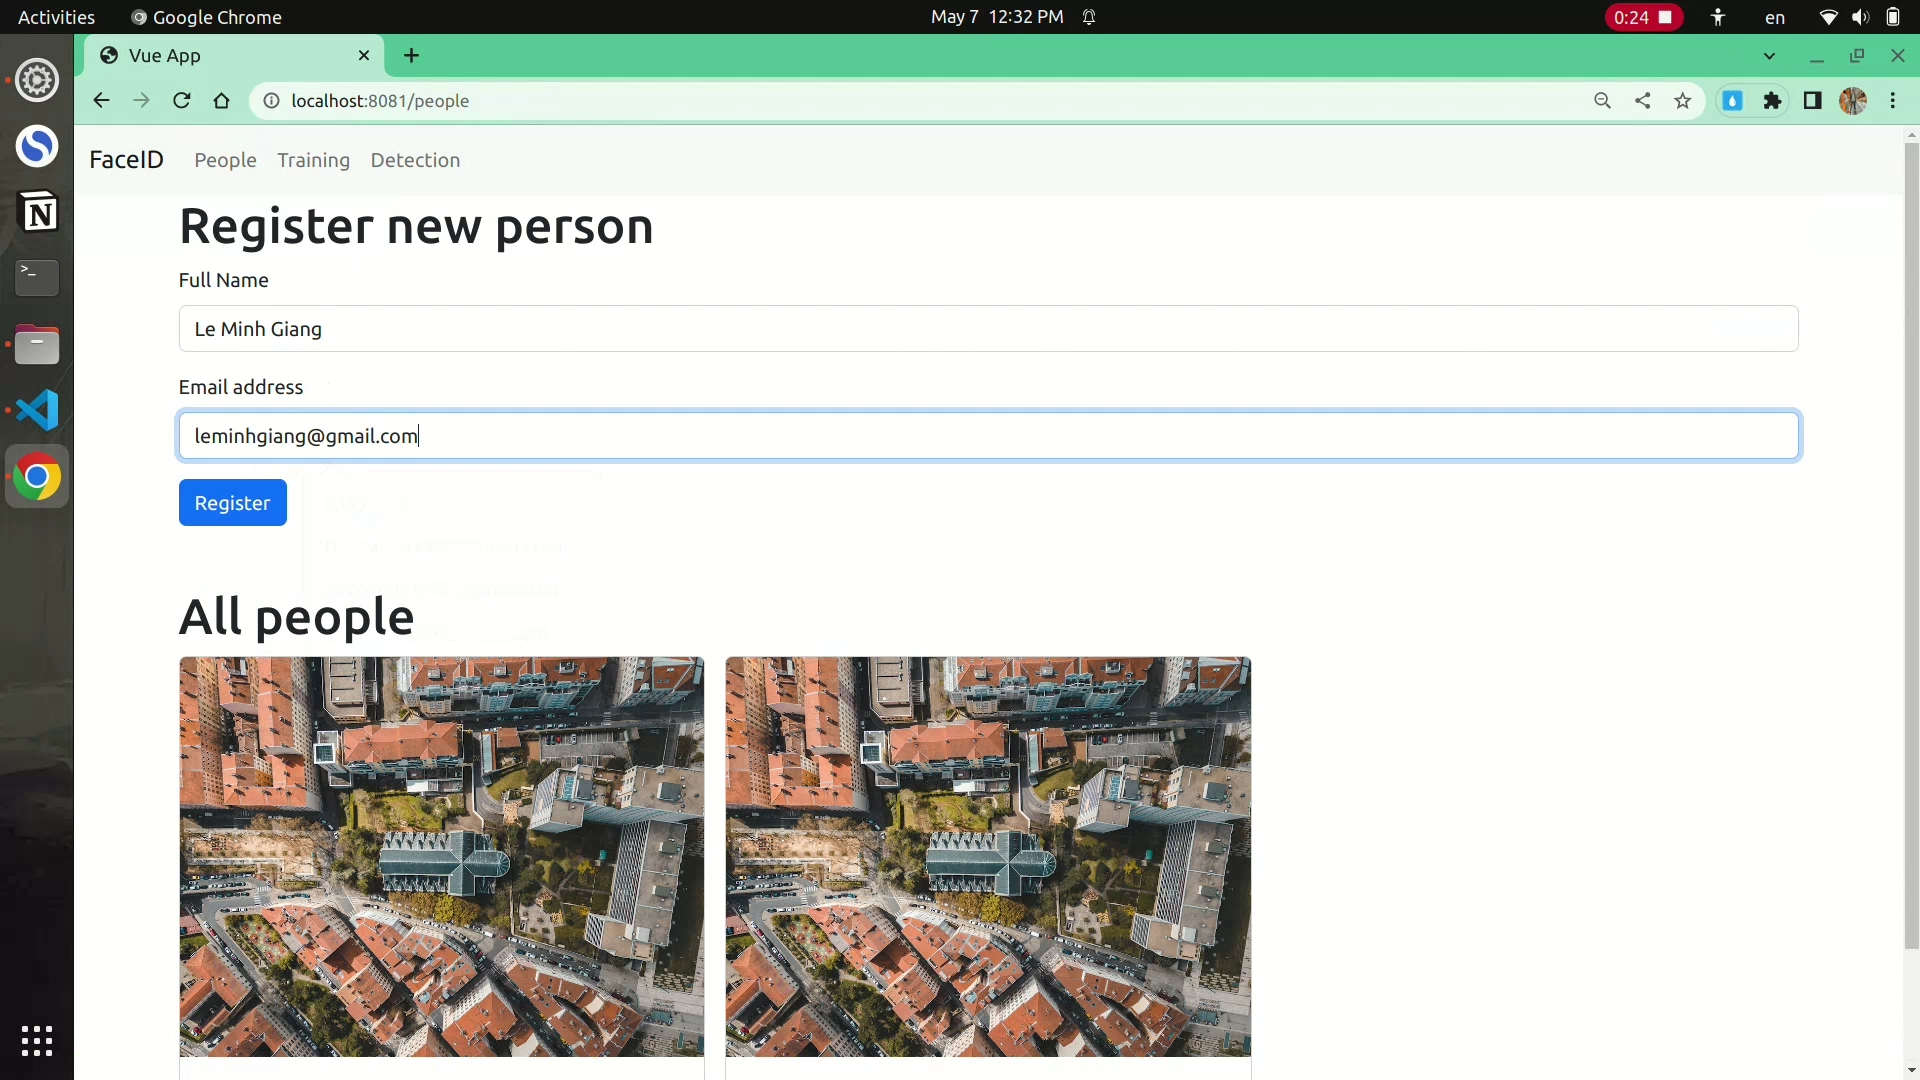 Activities Google Chrome May 7 12:32 PM 0:24 en
Vue App
localhost:8081/people
FaceID People Training Detection
Register new person
Full Name
Le Minh Giang
Email address
leminhgiang@gmail.com
Register
All people